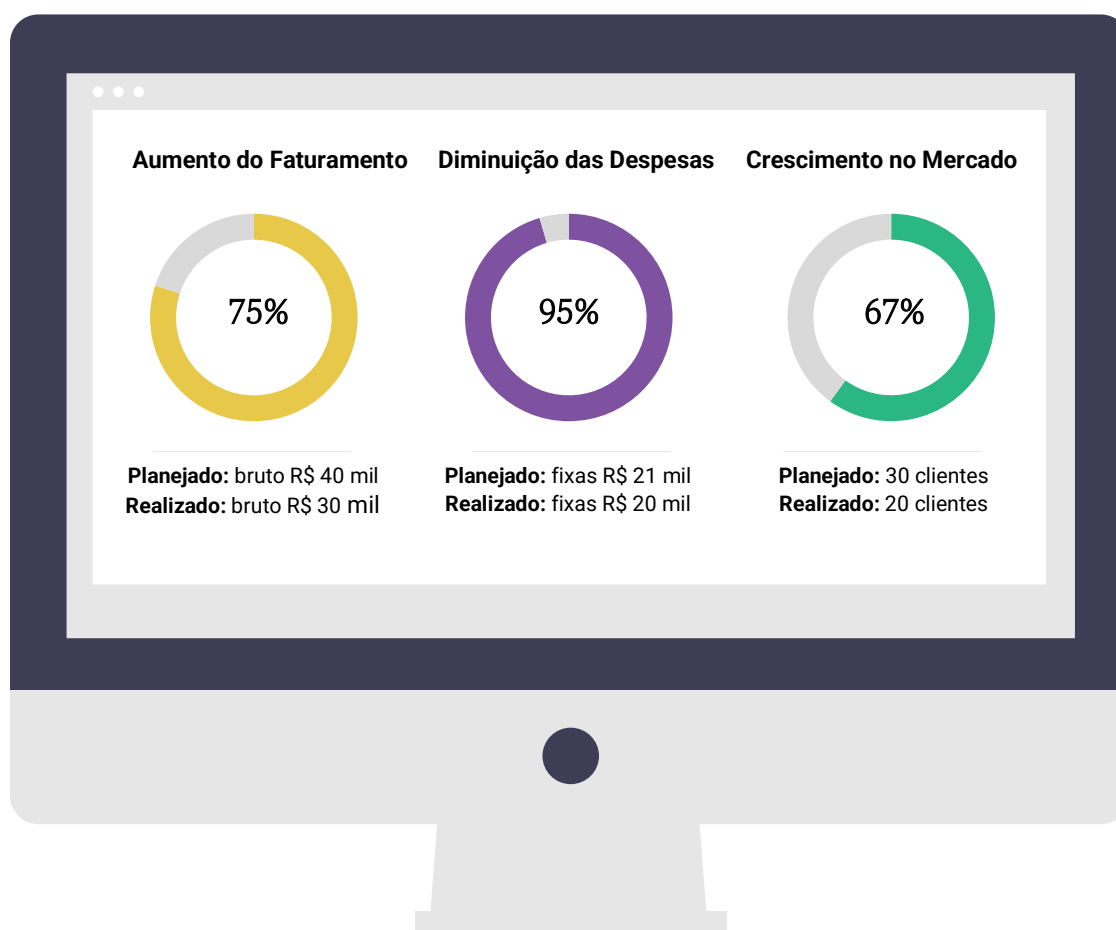 Aumento do Faturamento
Diminuição das Despesas
Crescimento no Mercado
75%
95%
67%
Planejado: bruto R$ 40 mil
Realizado: bruto R$ 30 mil
Planejado: fixas R$ 21 mil
Realizado: fixas R$ 20 mil
Planejado: 30 clientes
Realizado: 20 clientes